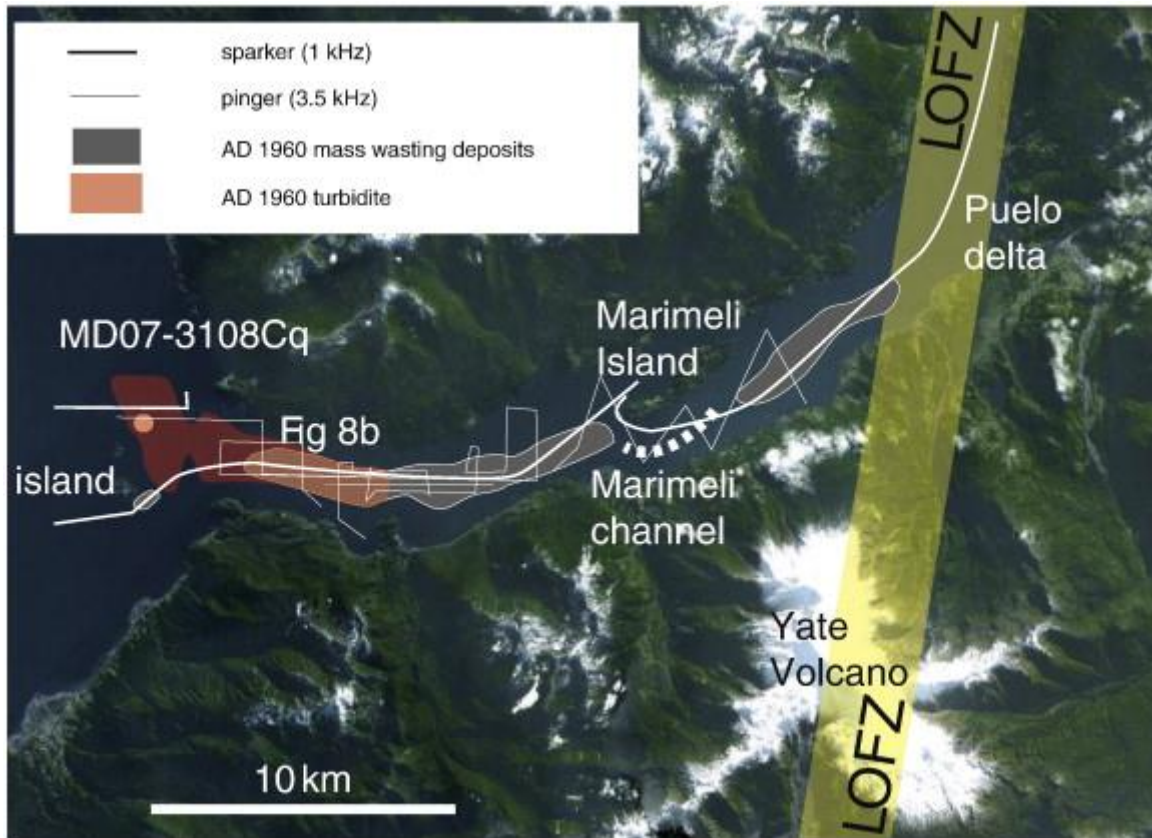 sparker (1 kHz)
pinger (3.5 kHz)
AD 1960 mass wasting deposits
AD 1960 turbidite
LOFZ
Puelo
delta
MD07-3108Cq
Marimeli
Island
Fig 8b
island
Marimeli
channel
Yate
Volcano
LOFZ
10 km